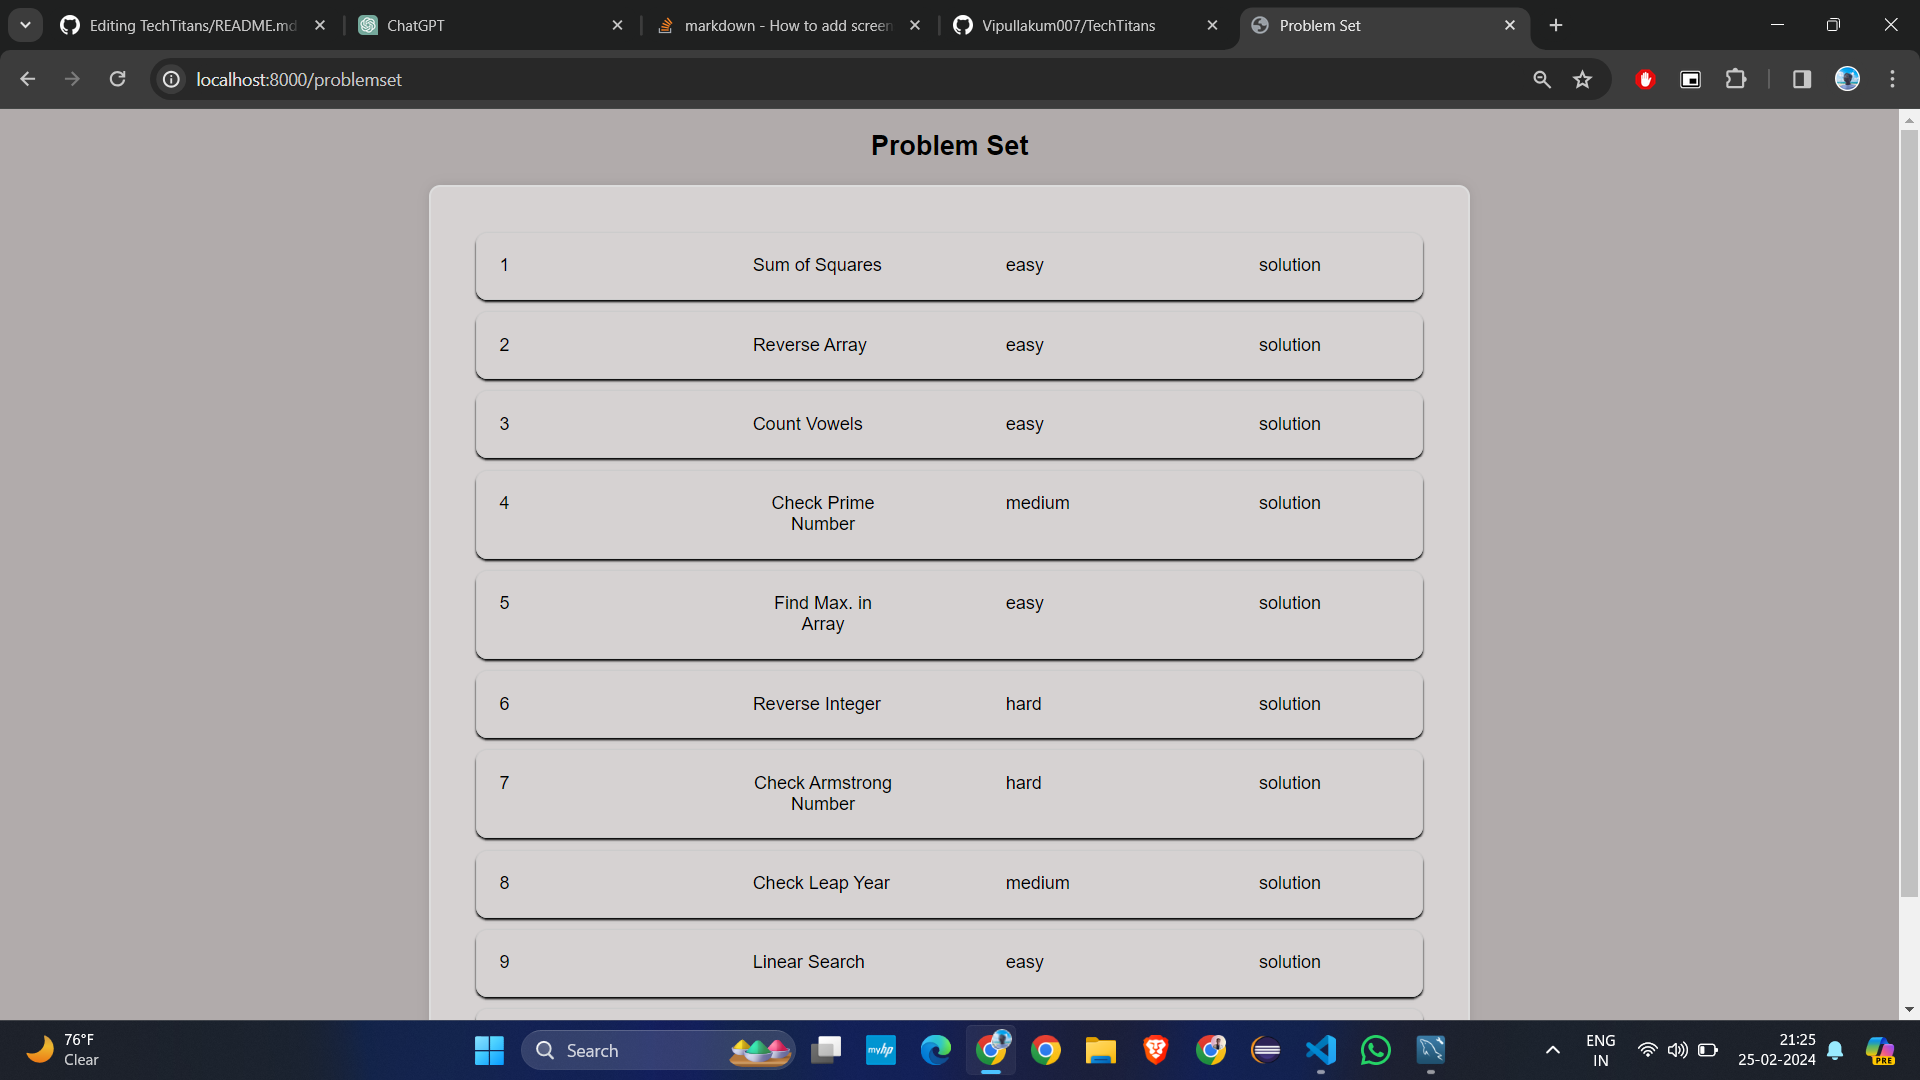 Editing TechTitans/README.md
ChatGPT
markdown - How to add screen
Vipullakum007/TechTitans
Problem Set
localhost:8000/problemset
Problem Set
1 Sum of Squares easy solution
2 Reverse Array easy solution
3 Count Vowels easy solution
4 Check Prime medium solution
Number
5 Find Max. in easy solution
Array
6 Reverse Integer hard solution
7 Check Armstrong hard solution
Number
8 Check Leap Year medium solution
9 Linear Search easy solution
76°F
Clear
Search
myhp
ENG
IN
21:25
25-02-2024
PRE